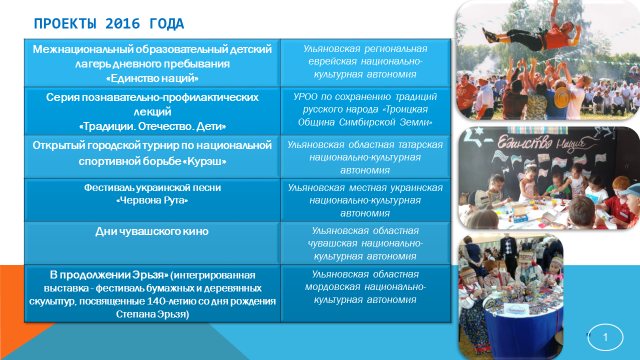 ПРОЕКТЫ 2016 ГОДА
Межнациональный образовательный детский
лагерь дневного пребывания
«Единство наций»
Ульяновская региональная
еврейская национально-
культурная автономия
Серия познавательно-профилактических
лекций
«Традиции. Отечество. Дети»
УРОО по сохранению традиций
русского народа «Троицкая
Община Симбирской Земли»
Открытый городской турнир по национальной
спортивной борьбе «Курэш»
Ульяновская областная татарская
национально-культурная
автономия
Фестиваль украинской песни
«Червона Рута»
Ульяновская местная украинская
национально-культурная
автономия
Дни чувашского кино
Ульяновская областная
чувашская национально-
культурная автономия
В продолжении Эрьзя» (интегрированная
выставка - фестиваль бумажных и деревянных
скульптур, посвященные 140-летию со дня рождения
Степана Эрьзя)
Ульяновская областная
мордовская национально-
культурная автономия
Единство наций
1